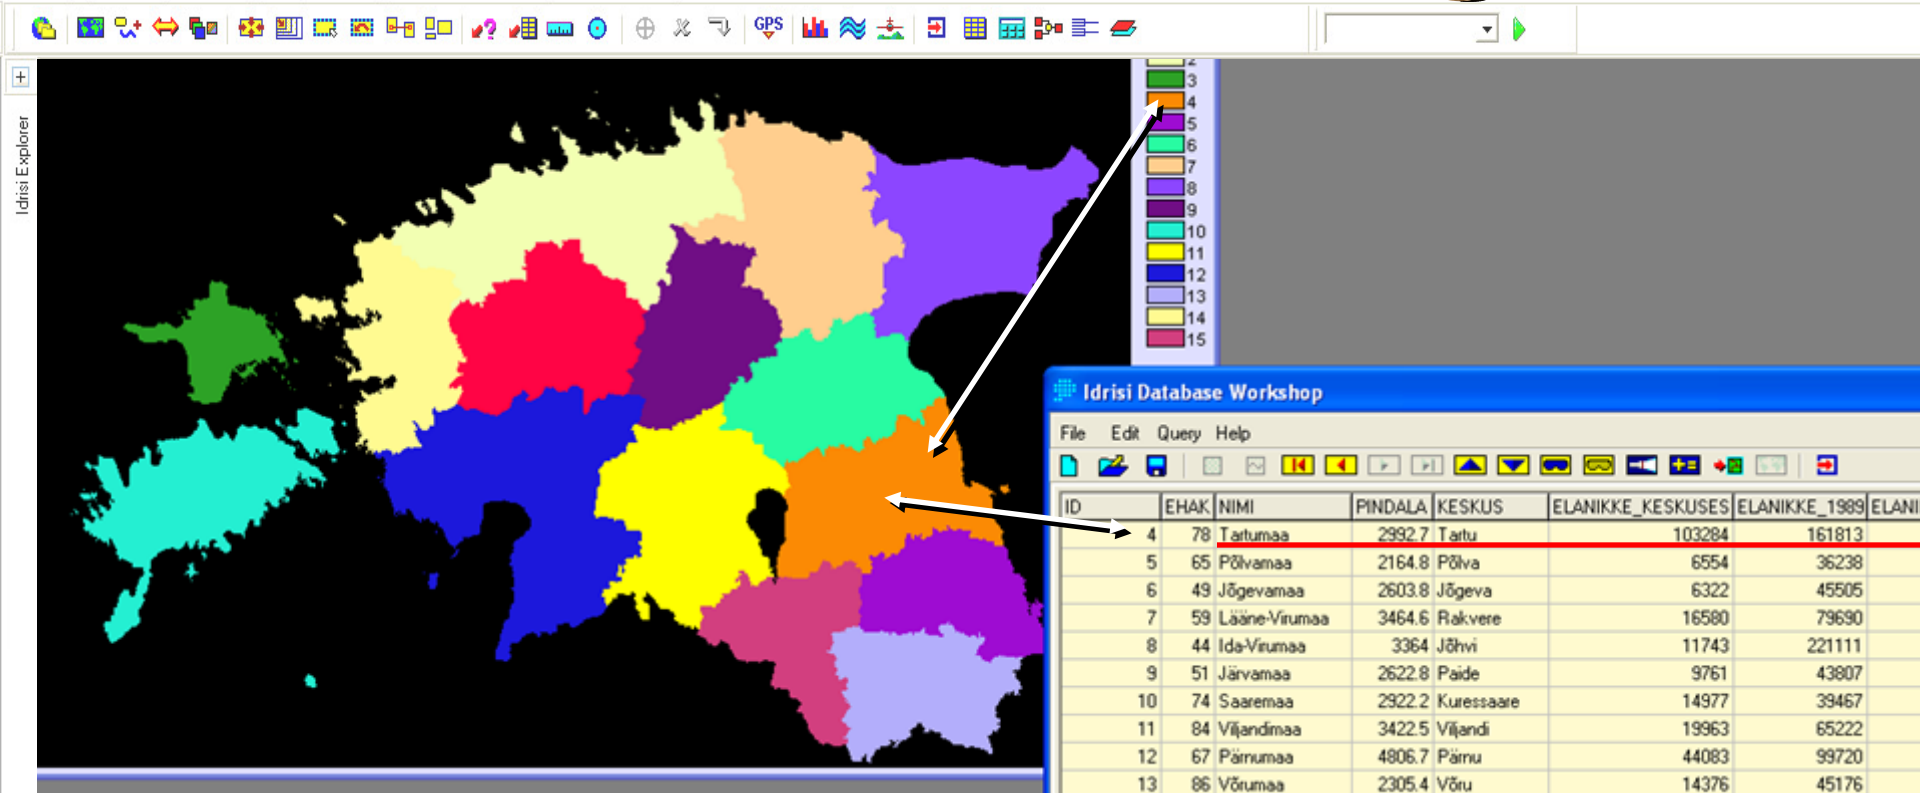 GPS
Idrisi Explorer
2
3
4
5
6
7
8
9
10
11
12
13
14
15
Idrisi Database Workshop
File Edit Query Help
ID EHAK NIMI PINDALA KESKUS ELANIKKE_KESKUSES ELANIKKE_1989 ELANI
4 78 Tartumaa 2992.7 Tartu 103284 161813
5 65 Põlvamaa 2164.8 Põlva 6554 36238
6 49 Jõgevamaa 2603.8 Jõgeva 6322 45505
7 59 Lääne-Virumaa 3464.6 Rakvere 16580 79690
8 44 Ida-Virumaa 3364 Jõhvi 11743 221111
9 51 Järvamaa 2622.8 Paide 9761 43807
10 74 Saaremaa 2922.2 Kuressaare 14977 39467
11 84 Viljandimaa 3422.5 Viljandi 19963 65222
12 67 Pärnumaa 4806.7 Pärnu 44083 99720
13 86 Võrumaa 2305.4 Võru 14376 45176